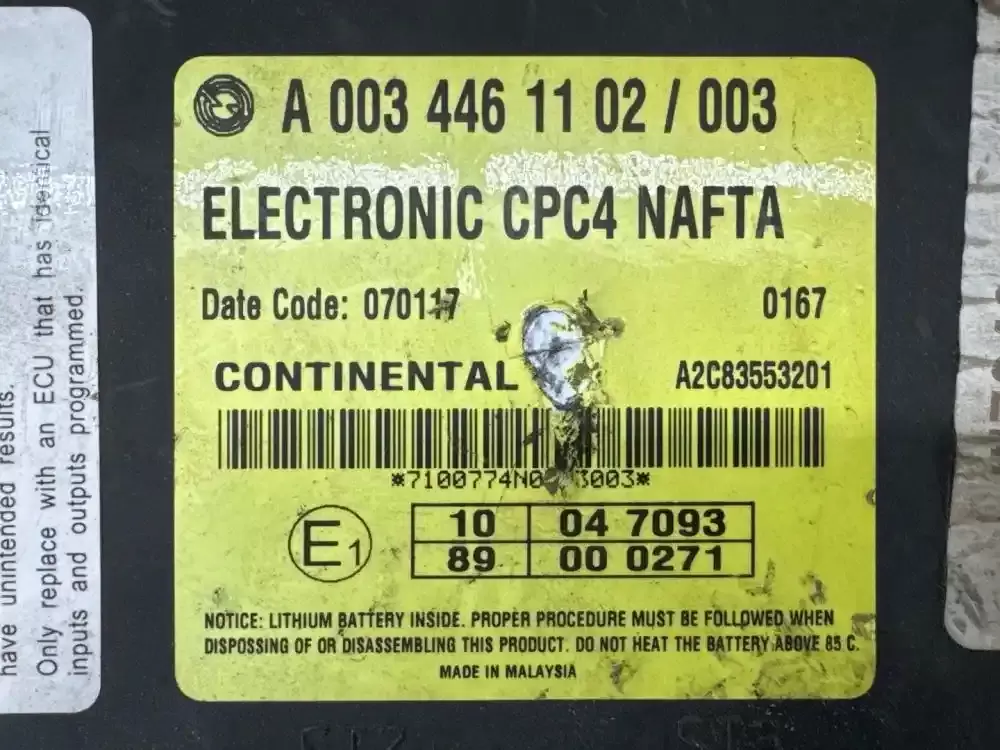 A 003 446 11 02 / 003
ELECTRONIC CPC4 NAFTA
Date Code: 070117 0167
CONTINENTAL A2C83553201
E1
10 04 7093
89 00 0271
NOTICE: LITHIUM BATTERY INSIDE. PROPER PROCEDURE MUST BE FOLLOWED WHEN
DISPOSSING OF OR DISASSEMBLING THIS PRODUCT. DO NOT HEAT THE BATTERY ABOVE 85 C.
MADE IN MALAYSIA
have unintended results.
Only replace with an ECU that has identical
inputs and outputs programmed.